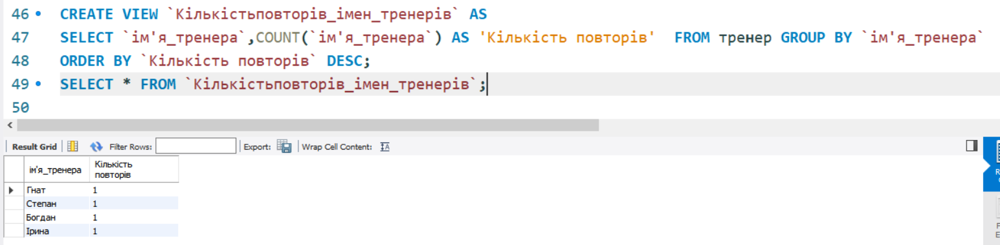 46 CREATE VIEW `Кількістьповторів_імен_тренерів` AS
47 SELECT `ім'я_тренера`,COUNT(`ім'я_тренера`) AS 'Кількість повторів' FROM тренер GROUP BY `ім'я_тренера`
48 ORDER BY `Кількість повторів` DESC;
49 SELECT * FROM `Кількістьповторів_імен_тренерів`;
50
Result Grid Filter Rows: Export: Wrap Cell Content:
ім'я_тренера Кількість
повторів
Гнат 1
Степан 1
Богдан 1
Ірина 1